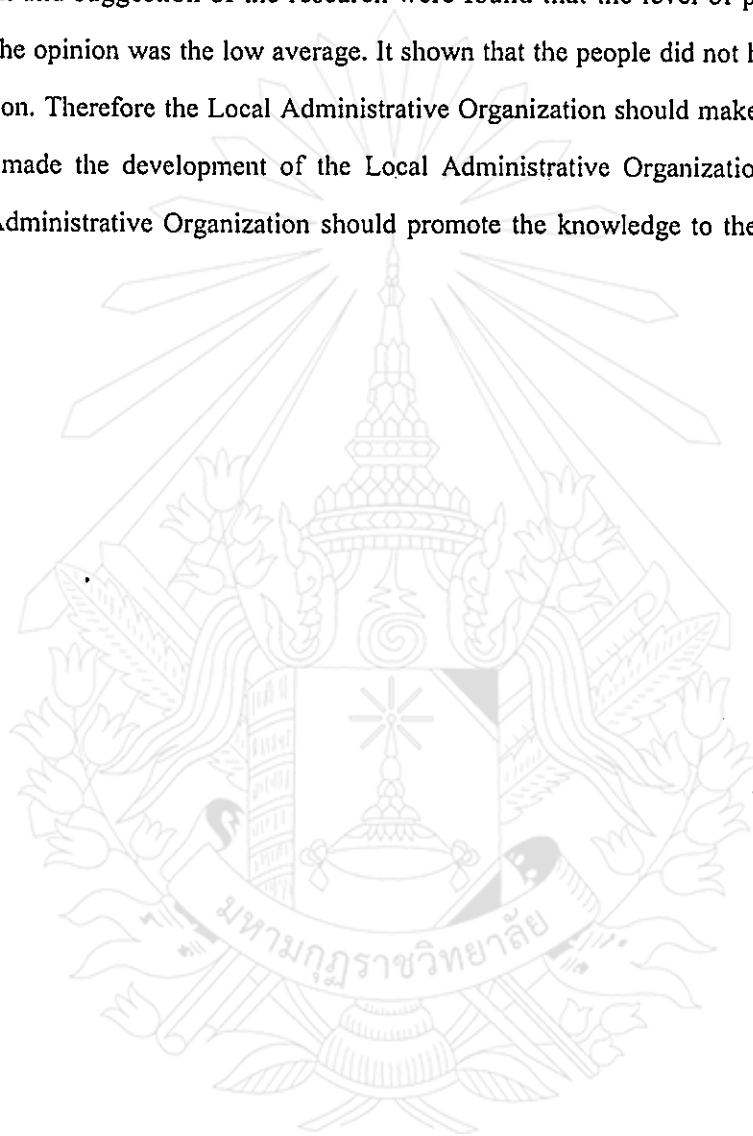 and suggestion of the research were found that the level of p
he opinion was the low average. It shown that the people did not
on. Therefore the Local Administrative Organization should make
made the development of the Local Administrative Organizatio
Administrative Organization should promote the knowledge to the
มหามกุฏราชวิทยาลัย